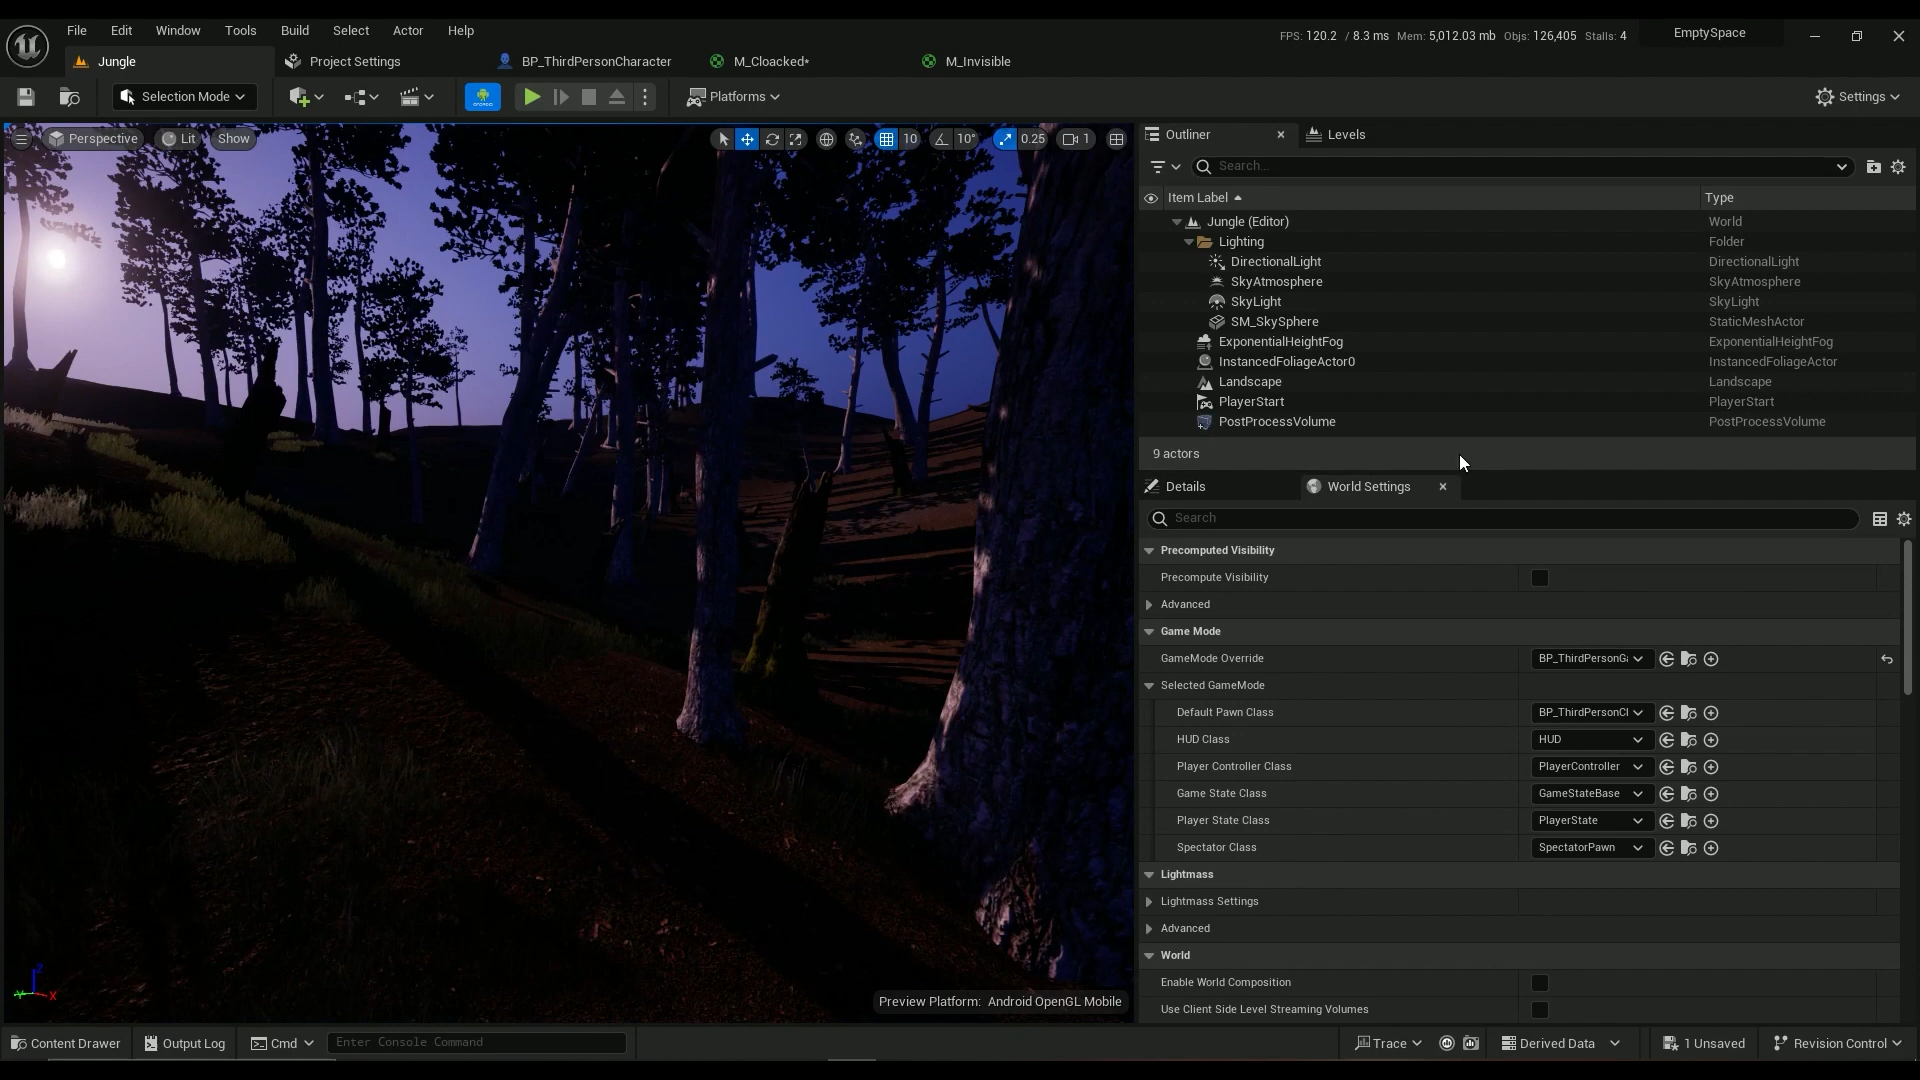 File Edit Window Tools Build Select Actor Help
FPS: 120.2 / 8.3 ms Mem: 5,012.03 mb Objs: 126,405 Stalls: 4
EmptySpace
Jungle
Project Settings
BP_ThirdPersonCharacter
M_Cloacked*
M_Invisible
Selection Mode
Platforms
Settings
Perspective Lit Show
10 10° 0.25 1
Preview Platform: Android OpenGL Mobile
Outliner
Levels
Search...
Item Label Type
Jungle (Editor) World
Lighting Folder
DirectionalLight DirectionalLight
SkyAtmosphere SkyAtmosphere
SkyLight SkyLight
SM_SkySphere StaticMeshActor
ExponentialHeightFog ExponentialHeightFog
InstancedFoliageActor0 InstancedFoliageActor
Landscape Landscape
PlayerStart PlayerStart
PostProcessVolume PostProcessVolume
9 actors
Details
World Settings
Search
Precomputed Visibility
Precompute Visibility
Advanced
Game Mode
GameMode Override BP_ThirdPersonGa
Selected GameMode
Default Pawn Class BP_ThirdPersonCl
HUD Class HUD
Player Controller Class PlayerController
Game State Class GameStateBase
Player State Class PlayerState
Spectator Class SpectatorPawn
Lightmass
Lightmass Settings
Advanced
World
Enable World Composition
Use Client Side Level Streaming Volumes
Content Drawer
Output Log
Cmd
Enter Console Command
Trace
Derived Data
1 Unsaved
Revision Control